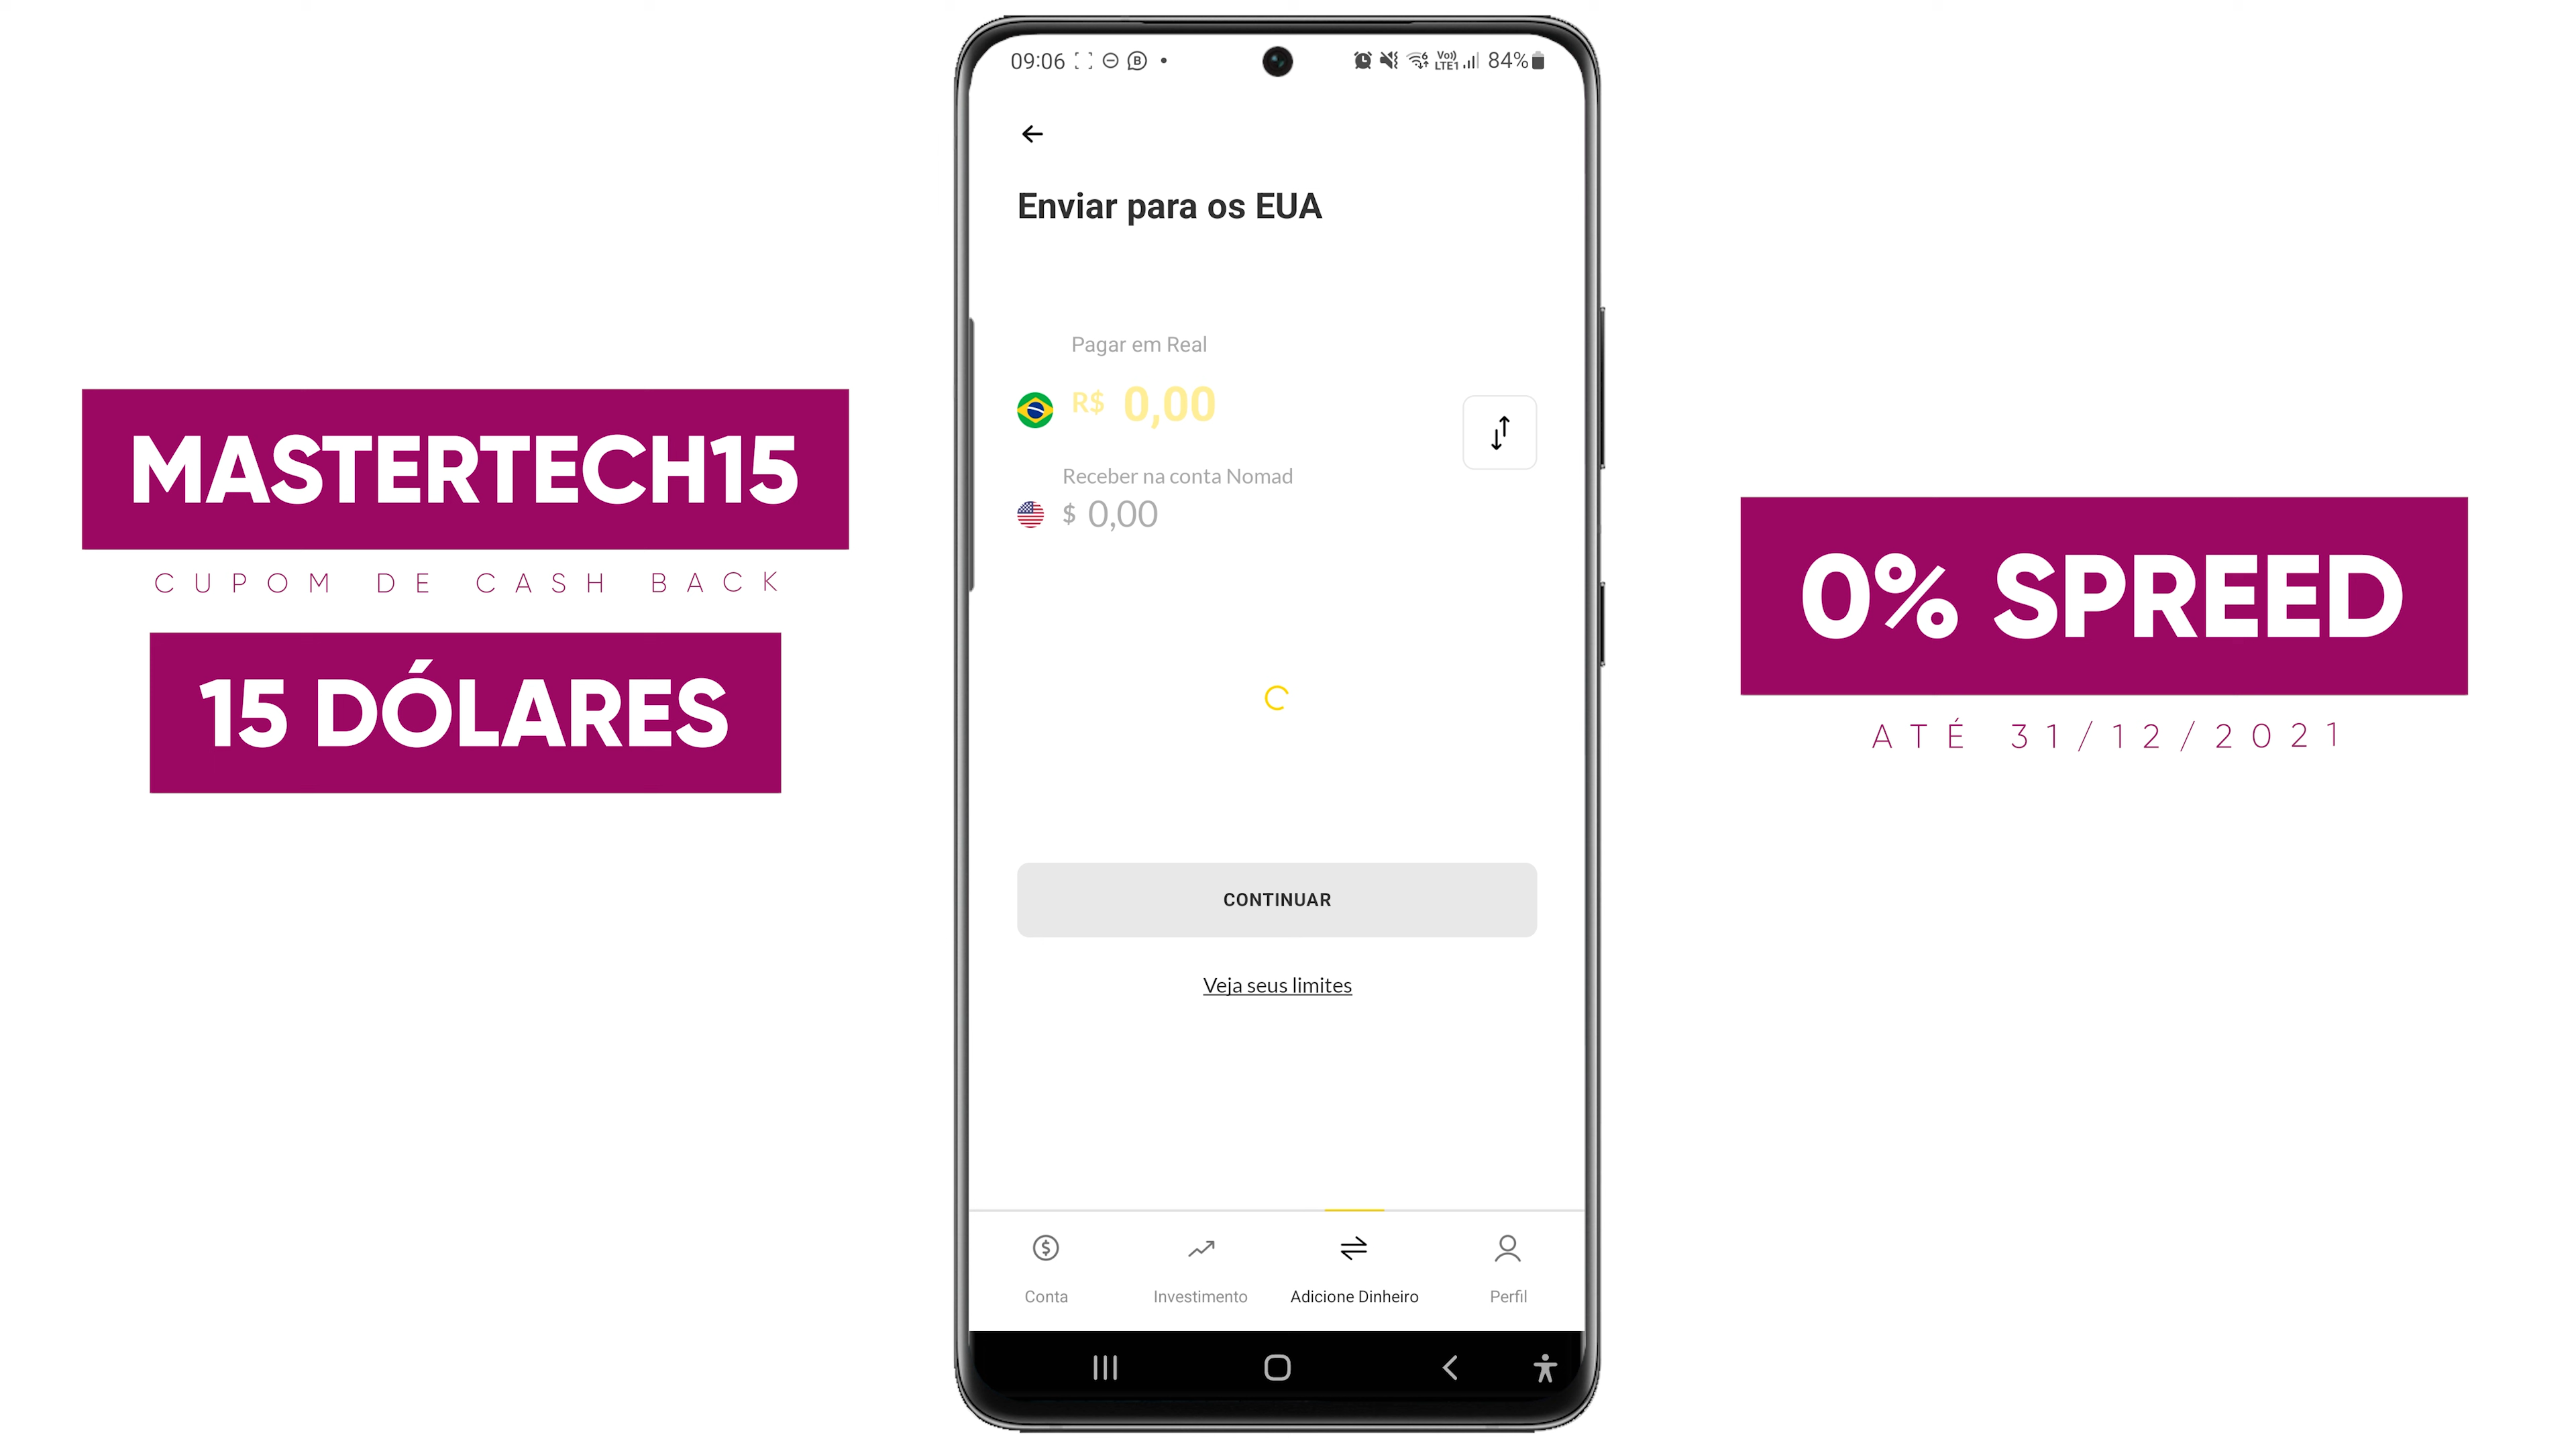 MASTERTECH15
CUPOM DE CASH BACK
15 DÓLARES
09:06
Vo))
LTE1
84%
Enviar para os EUA
Pagar em Real
R$ 0,00
Receber na conta Nomad
$ 0,00
CONTINUAR
Veja seus limites
Conta
Investimento
Adicione Dinheiro
Perfil
0% SPREED
ATÉ 31/12/2021